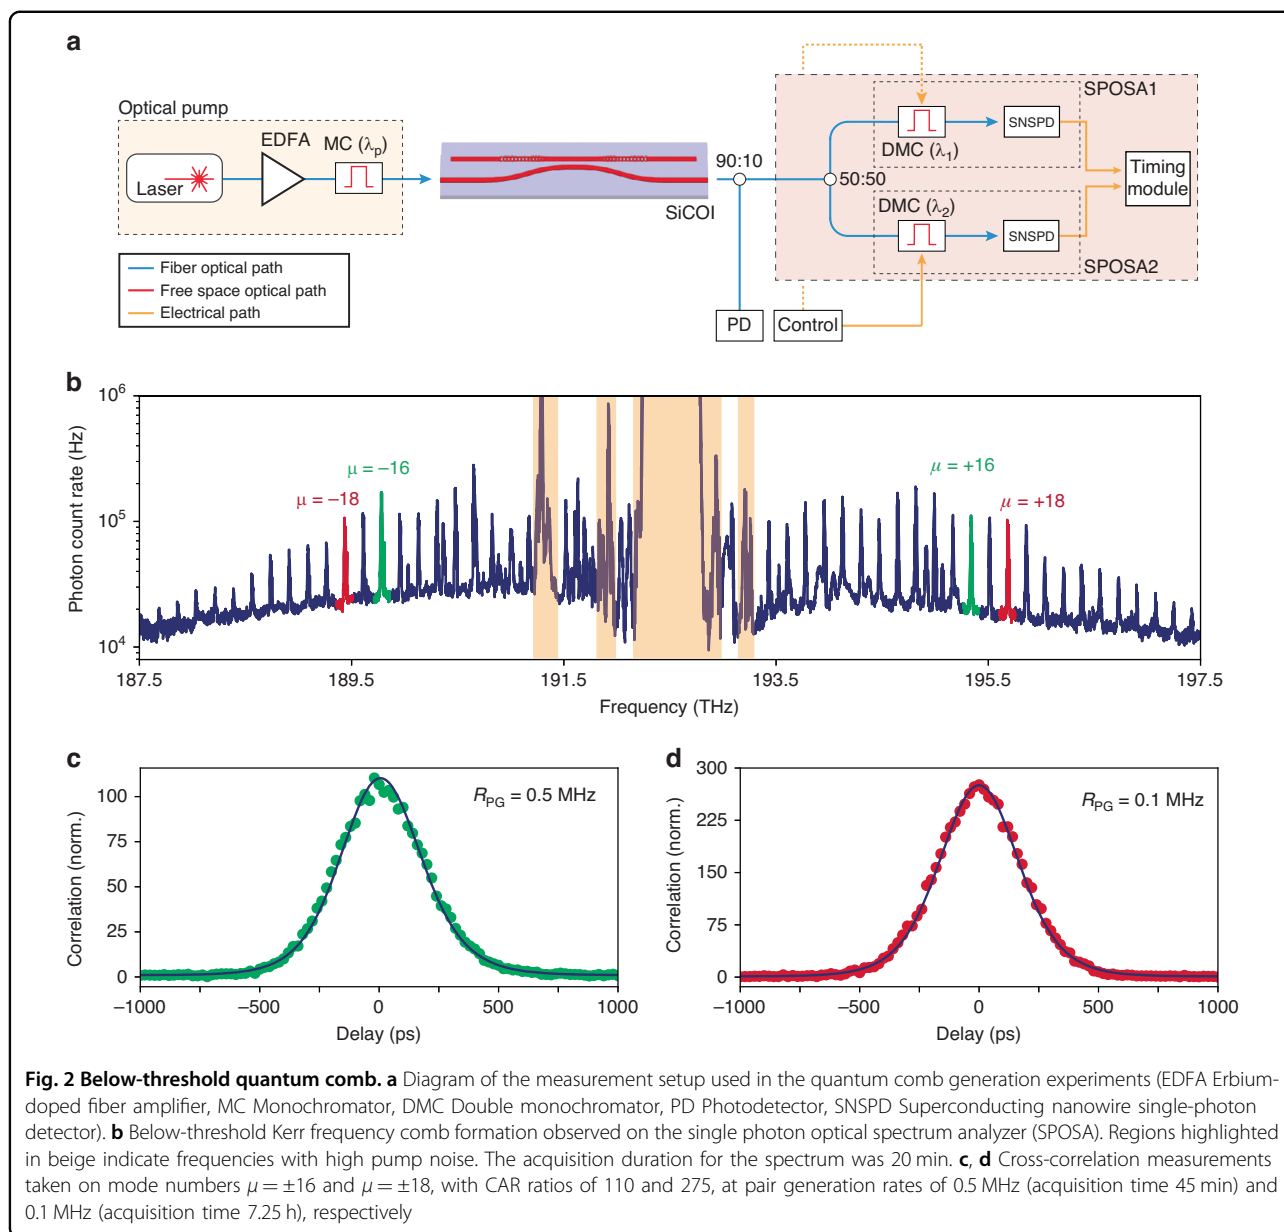 a
Optical pump
EDFA
MC (λp)
Laser
SiCOI
90:10
50:50
PD
Control
SPOSA1
DMC (λ1)
SNSPD
DMC (λ2)
SNSPD
SPOSA2
Timing
module
Fiber optical path
Free space optical path
Electrical path
b
Photon count rate (Hz)
10^6
10^5
10^4
μ = –18
μ = –16
μ = +16
μ = +18
187.5 189.5 191.5 193.5 195.5 197.5
Frequency (THz)
c
Correlation (norm.)
100
75
50
25
0
R_PG = 0.5 MHz
–1000 –500 0 500 1000
Delay (ps)
d
Correlation (norm.)
300
225
150
75
0
R_PG = 0.1 MHz
–1000 –500 0 500 1000
Delay (ps)
Fig. 2 Below-threshold quantum comb. a Diagram of the measurement setup used in the quantum comb generation experiments (EDFA Erbium-
doped fiber amplifier, MC Monochromator, DMC Double monochromator, PD Photodetector, SNSPD Superconducting nanowire single-photon
detector). b Below-threshold Kerr frequency comb formation observed on the single photon optical spectrum analyzer (SPOSA). Regions highlighted
in beige indicate frequencies with high pump noise. The acquisition duration for the spectrum was 20 min. c, d Cross-correlation measurements
taken on mode numbers μ = ±16 and μ = ±18, with CAR ratios of 110 and 275, at pair generation rates of 0.5 MHz (acquisition time 45 min) and
0.1 MHz (acquisition time 7.25 h), respectively